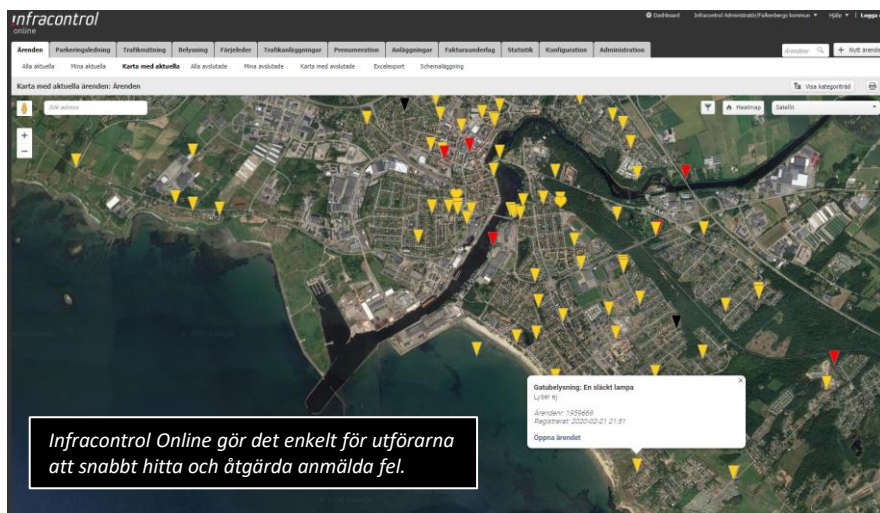 infracontrol
online
Dashboard Infracontrol Administratör/Falkenbergs kommun Hjälp Logga
Ärenden Parkeringsledning Trafikmätning Belysning Färjeleder Trafikanläggningar Prenumeration Anläggningar Fakturaunderlag Statistik Konfiguration Administration
Ärendenr + Nytt ärende
Alla aktuella Mina aktuella Karta med aktuella Alla avslutade Mina avslutade Karta med avslutade Excelexport Schemaläggning
Karta med aktuella ärenden: Ärenden Visa kategoriträd
Sök adress Heatmap Satellit
+
−
Gatubelysning: En släckt lampa
Lyser ej
Ärendenr: 1959669
Registrerat: 2020-02-21 21:51
Öppna ärendet
Infracontrol Online gör det enkelt för utförarna
att snabbt hitta och åtgärda anmälda fel.